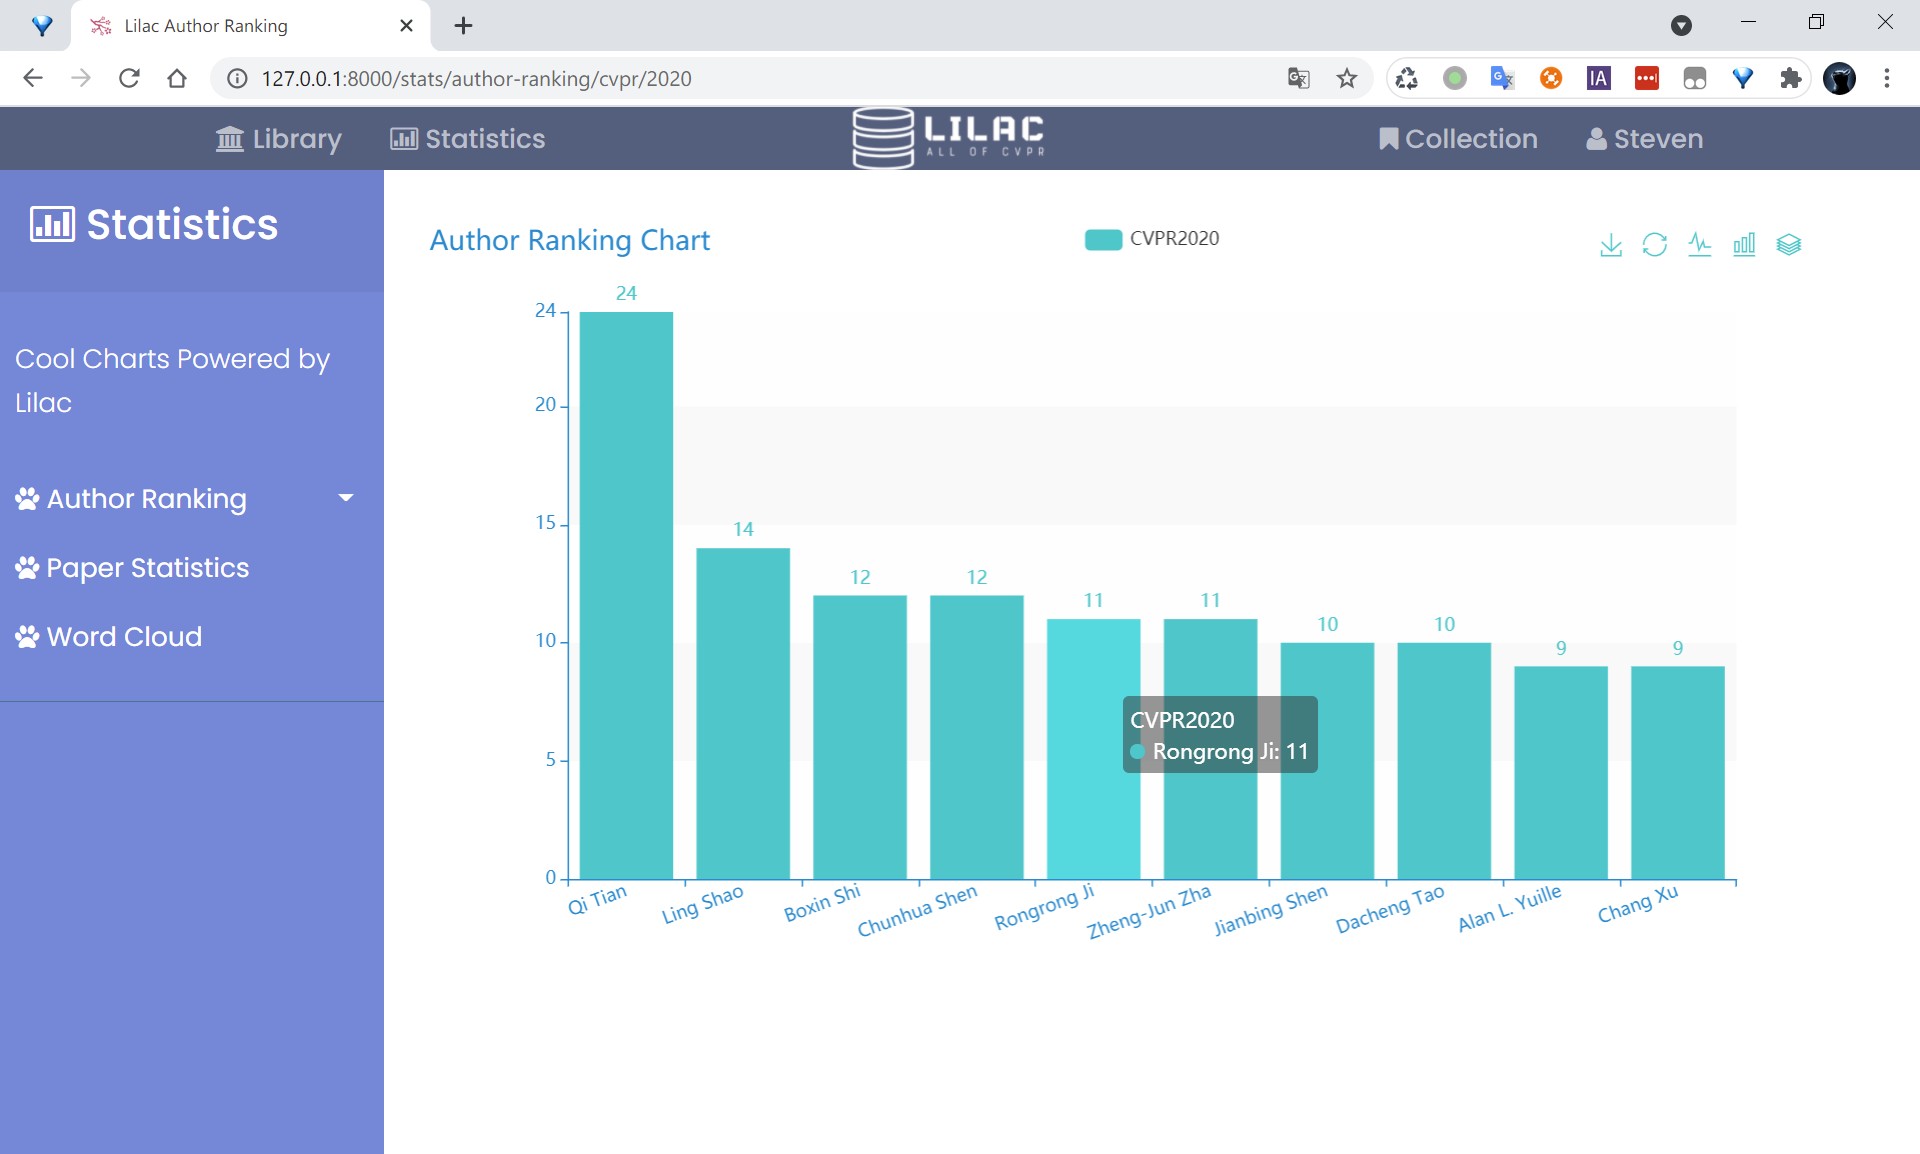 Lilac Author Ranking
127.0.0.1:8000/stats/author-ranking/cvpr/2020
IA
Library
Statistics
LILAC
ALL OF CVPR
Collection
Steven
Statistics
Cool Charts Powered by
Lilac
Author Ranking
Paper Statistics
Word Cloud
Author Ranking Chart
CVPR2020
24
20
15
10
5
0
24
14
12
12
11
11
10
10
9
9
CVPR2020
Rongrong Ji: 11
Qi Tian
Ling Shao
Boxin Shi
Chunhua Shen
Rongrong Ji
Zheng-Jun Zha
Jianbing Shen
Dacheng Tao
Alan L. Yuille
Chang Xu